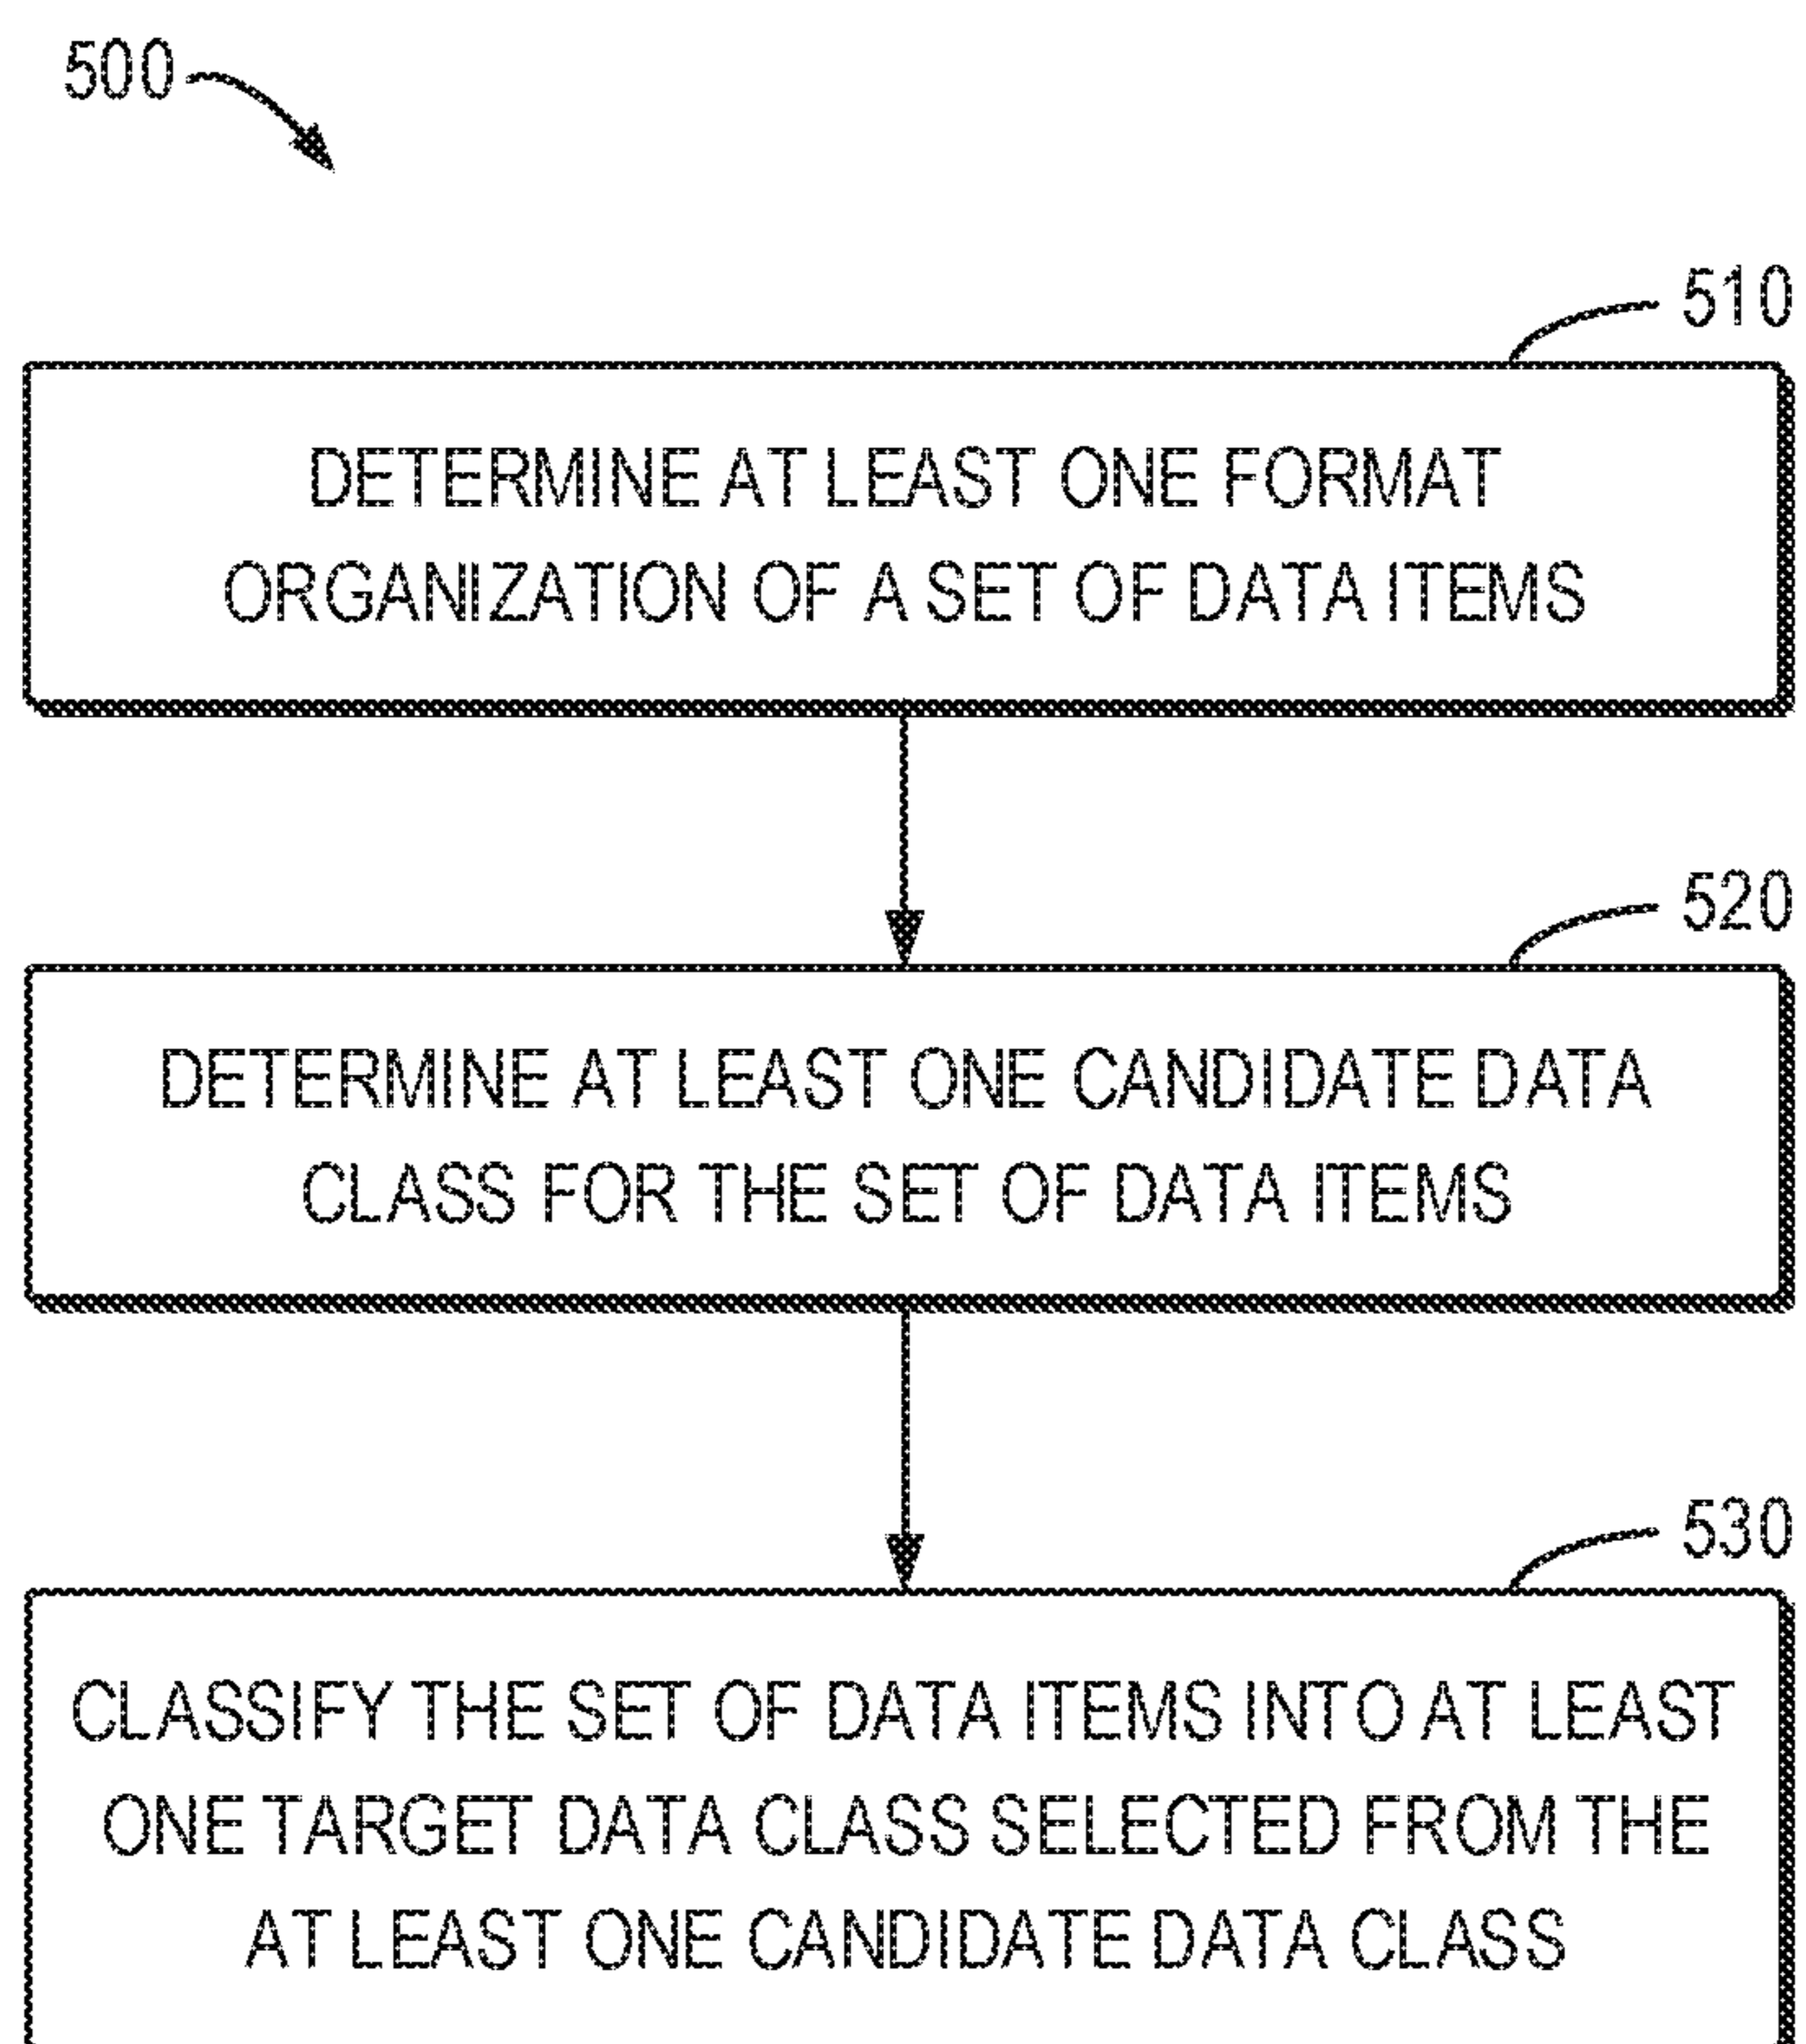 500
510
DETERMINE AT LEAST ONE FORMAT
ORGANIZATION OF A SET OF DATA ITEMS
520
DETERMINE AT LEAST ONE CANDIDATE DATA
CLASS FOR THE SET OF DATA ITEMS
530
CLASSIFY THE SET OF DATA ITEMS INTO AT LEAST
ONE TARGET DATA CLASS SELECTED FROM THE
AT LEAST ONE CANDIDATE DATA CLASS